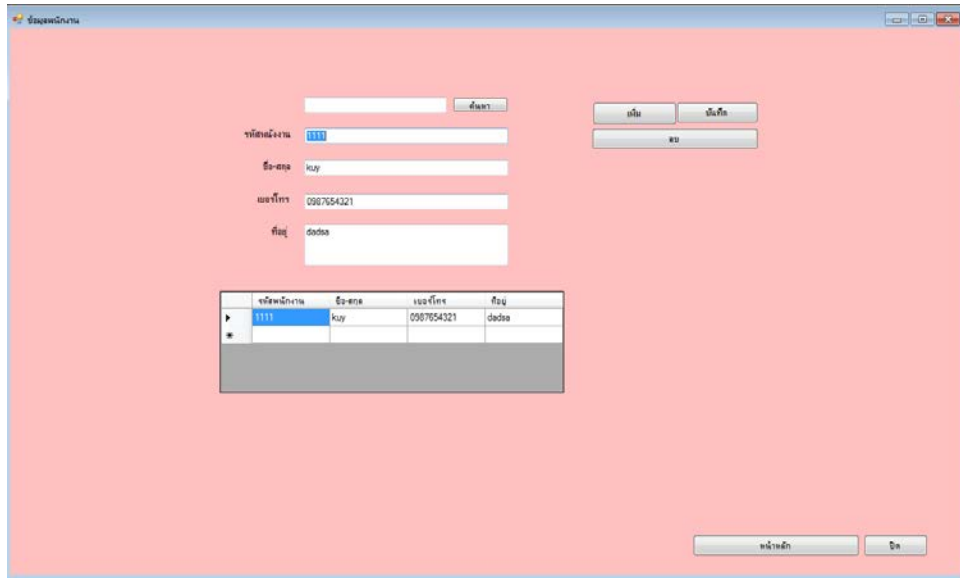 ข้อมูลพนักงาน
ค้นหา
เพิ่ม
บันทึก
รหัสพนังงาน
1111
ลบ
ชื่อ-สกุล
kuy
เบอร์โทร
0987654321
ที่อยู่
dadsa
รหัสพนักงาน ชื่อ-สกุล เบอร์โทร ที่อยู่
1111 kuy 0987654321 dadsa
หน้าหลัก
ปิด